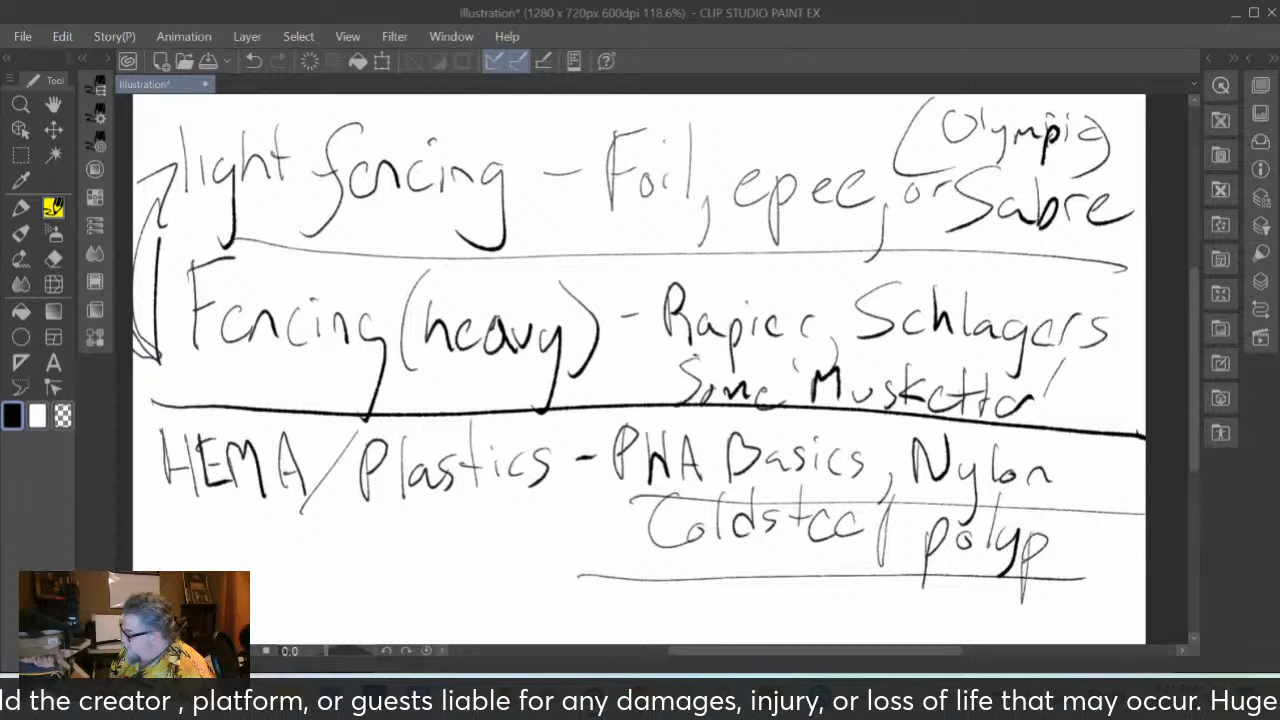 Illustration* (1280 x 720px 600dpi 118.6%) - CLIP STUDIO PAINT EX
File Edit Story(P) Animation Layer Select View Filter Window Help
Tool
Illustration*
(Olympic)
light fencing - Foil, epee, or Sabre
Fencing (heavy) - Rapier, Schlagers
Some 'Musketter'
HEMA/Plastics - PHA Basics, Nylon
Coldsteel polyp
0.0
ld the creator , platform, or guests liable for any damages, injury, or loss of life that may occur. Huge